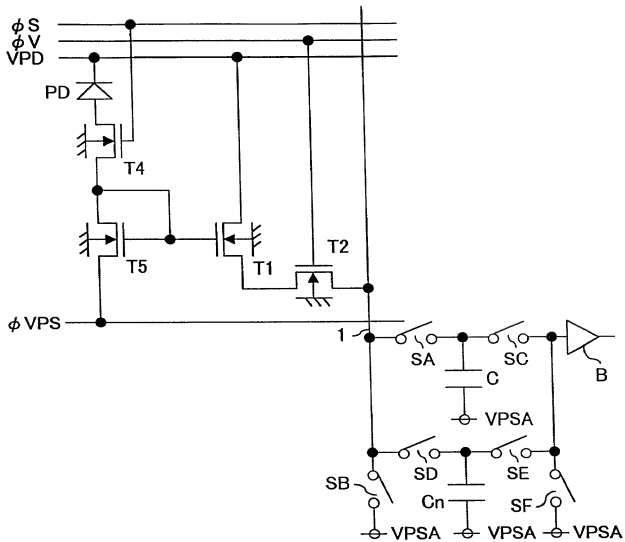 φS
φV
VPD
PD
T4
T5
T1
T2
φVPS
1
SA
SC
B
C
VPSA
SD
SE
SB
Cn
SF
VPSA
VPSA
VPSA